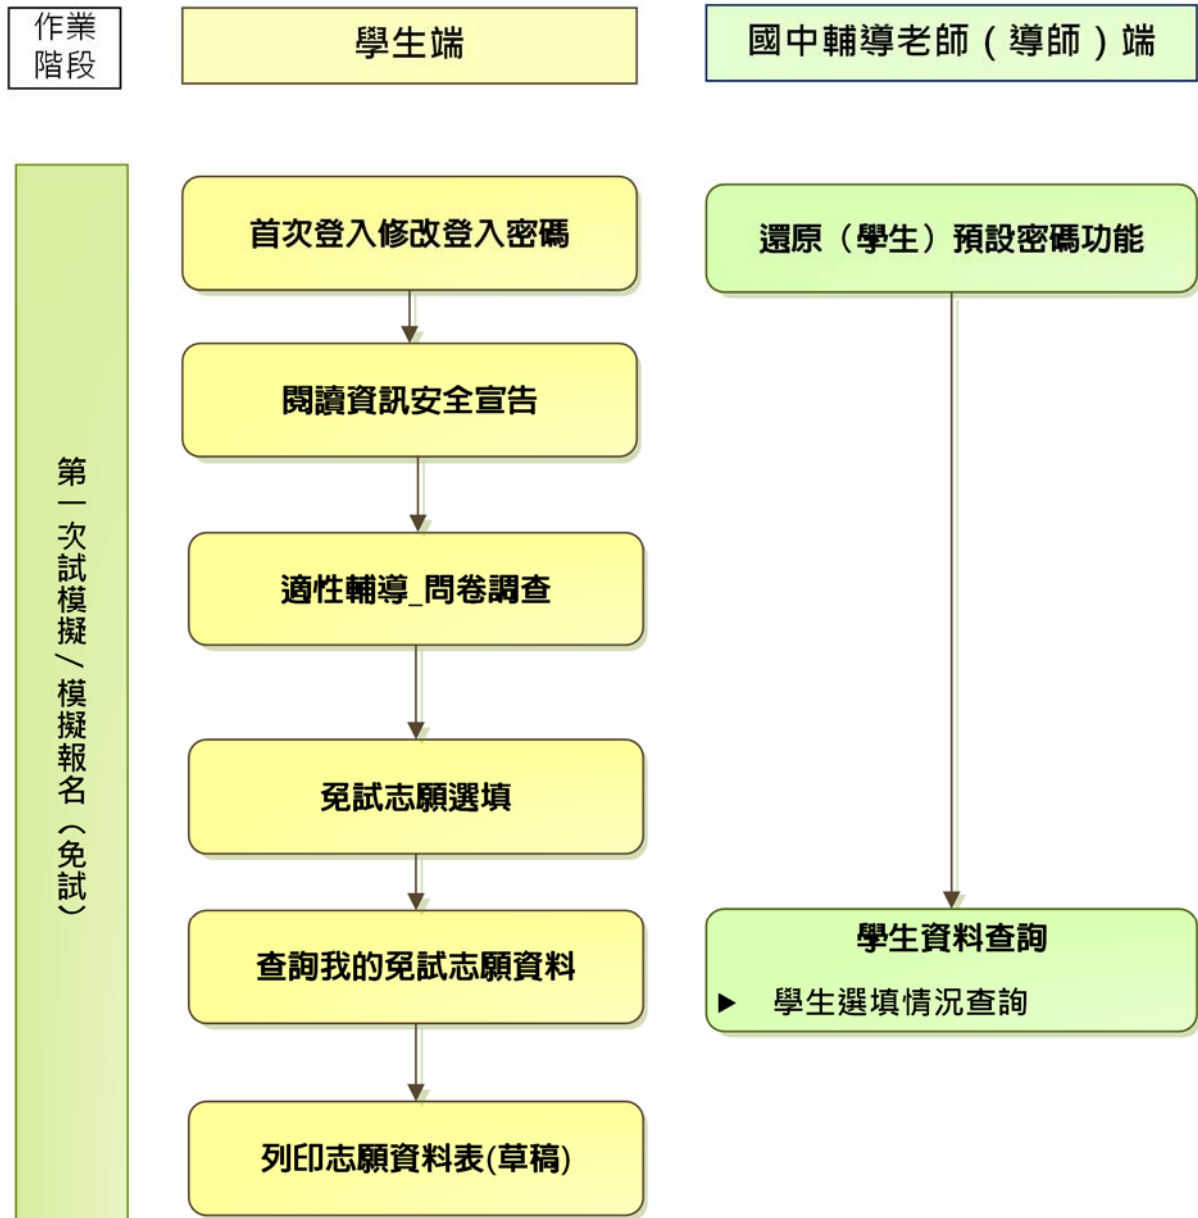 作業
階段
學生端
國中輔導老師（導師）端
第一次試模擬／模擬報名（免試）
首次登入修改登入密碼
還原（學生）預設密碼功能
閱讀資訊安全宣告
適性輔導_問卷調查
免試志願選填
查詢我的免試志願資料
學生資料查詢
▶ 學生選填情況查詢
列印志願資料表(草稿)